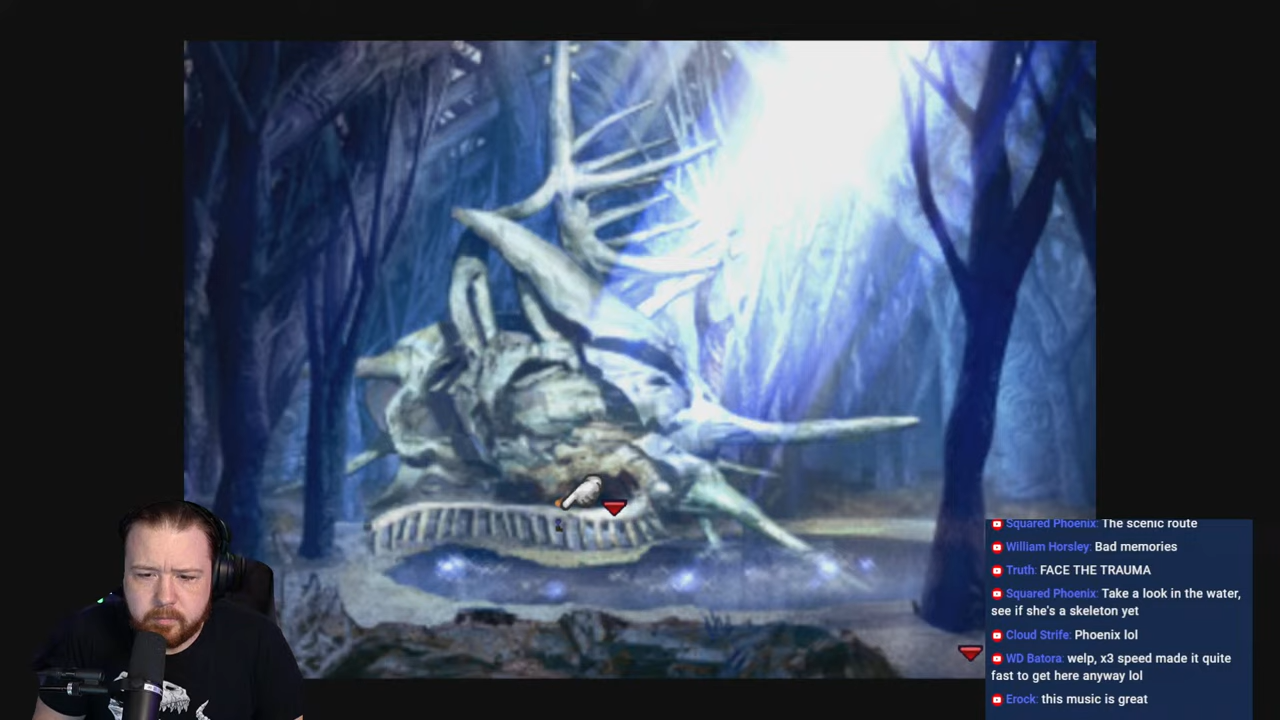 Squared Phoenix: The scenic route
William Horsley: Bad memories
Truth: FACE THE TRAUMA
Squared Phoenix: Take a look in the water,
see if she's a skeleton yet
Cloud Strife: Phoenix lol
WD Batora: welp, x3 speed made it quite
fast to get here anyway lol
Erock: this music is great